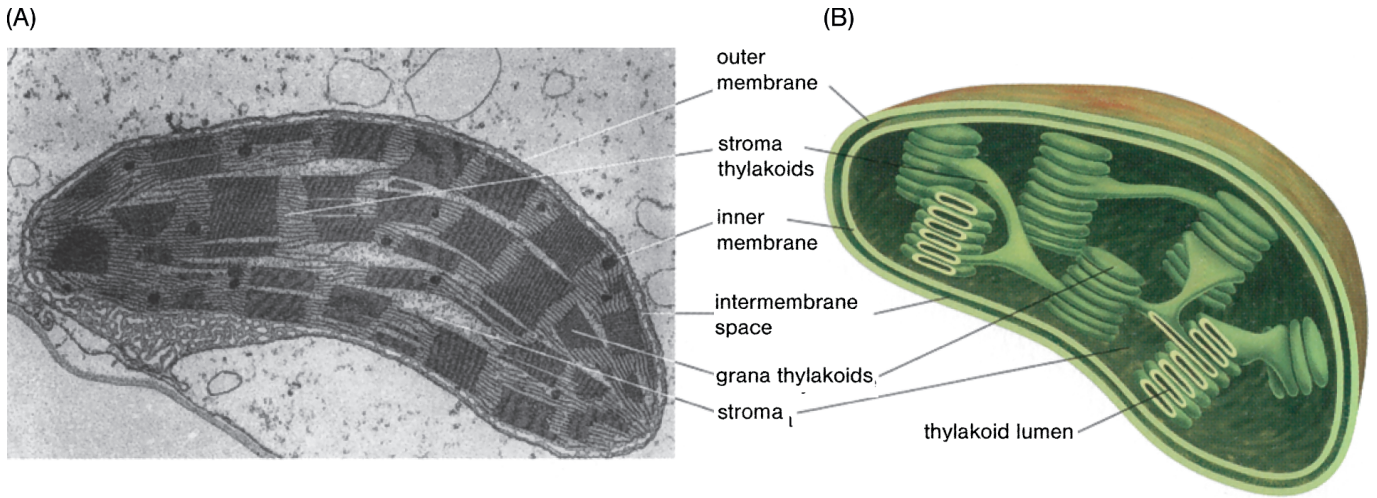 (A)
(B)
outer
membrane
stroma
thylakoids
inner
membrane
intermembrane
space
grana thylakoids
stroma
thylakoid lumen